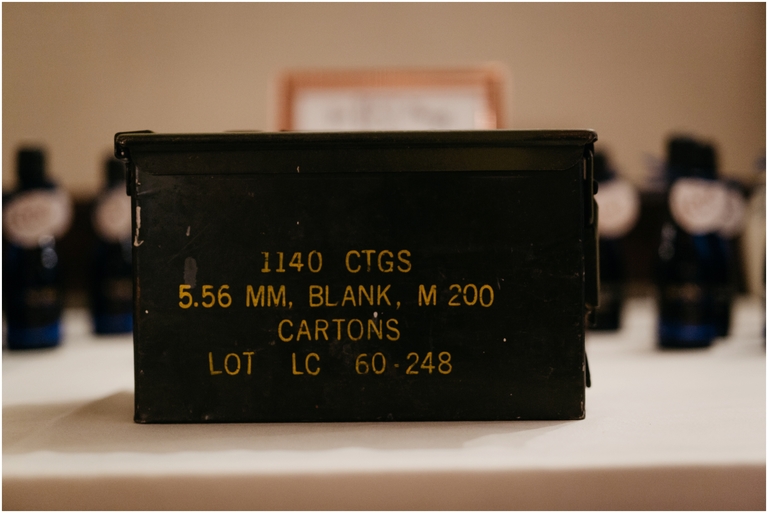 1140 CTGS
5.56 MM, BLANK, M 200
CARTONS
LOT LC 60-248